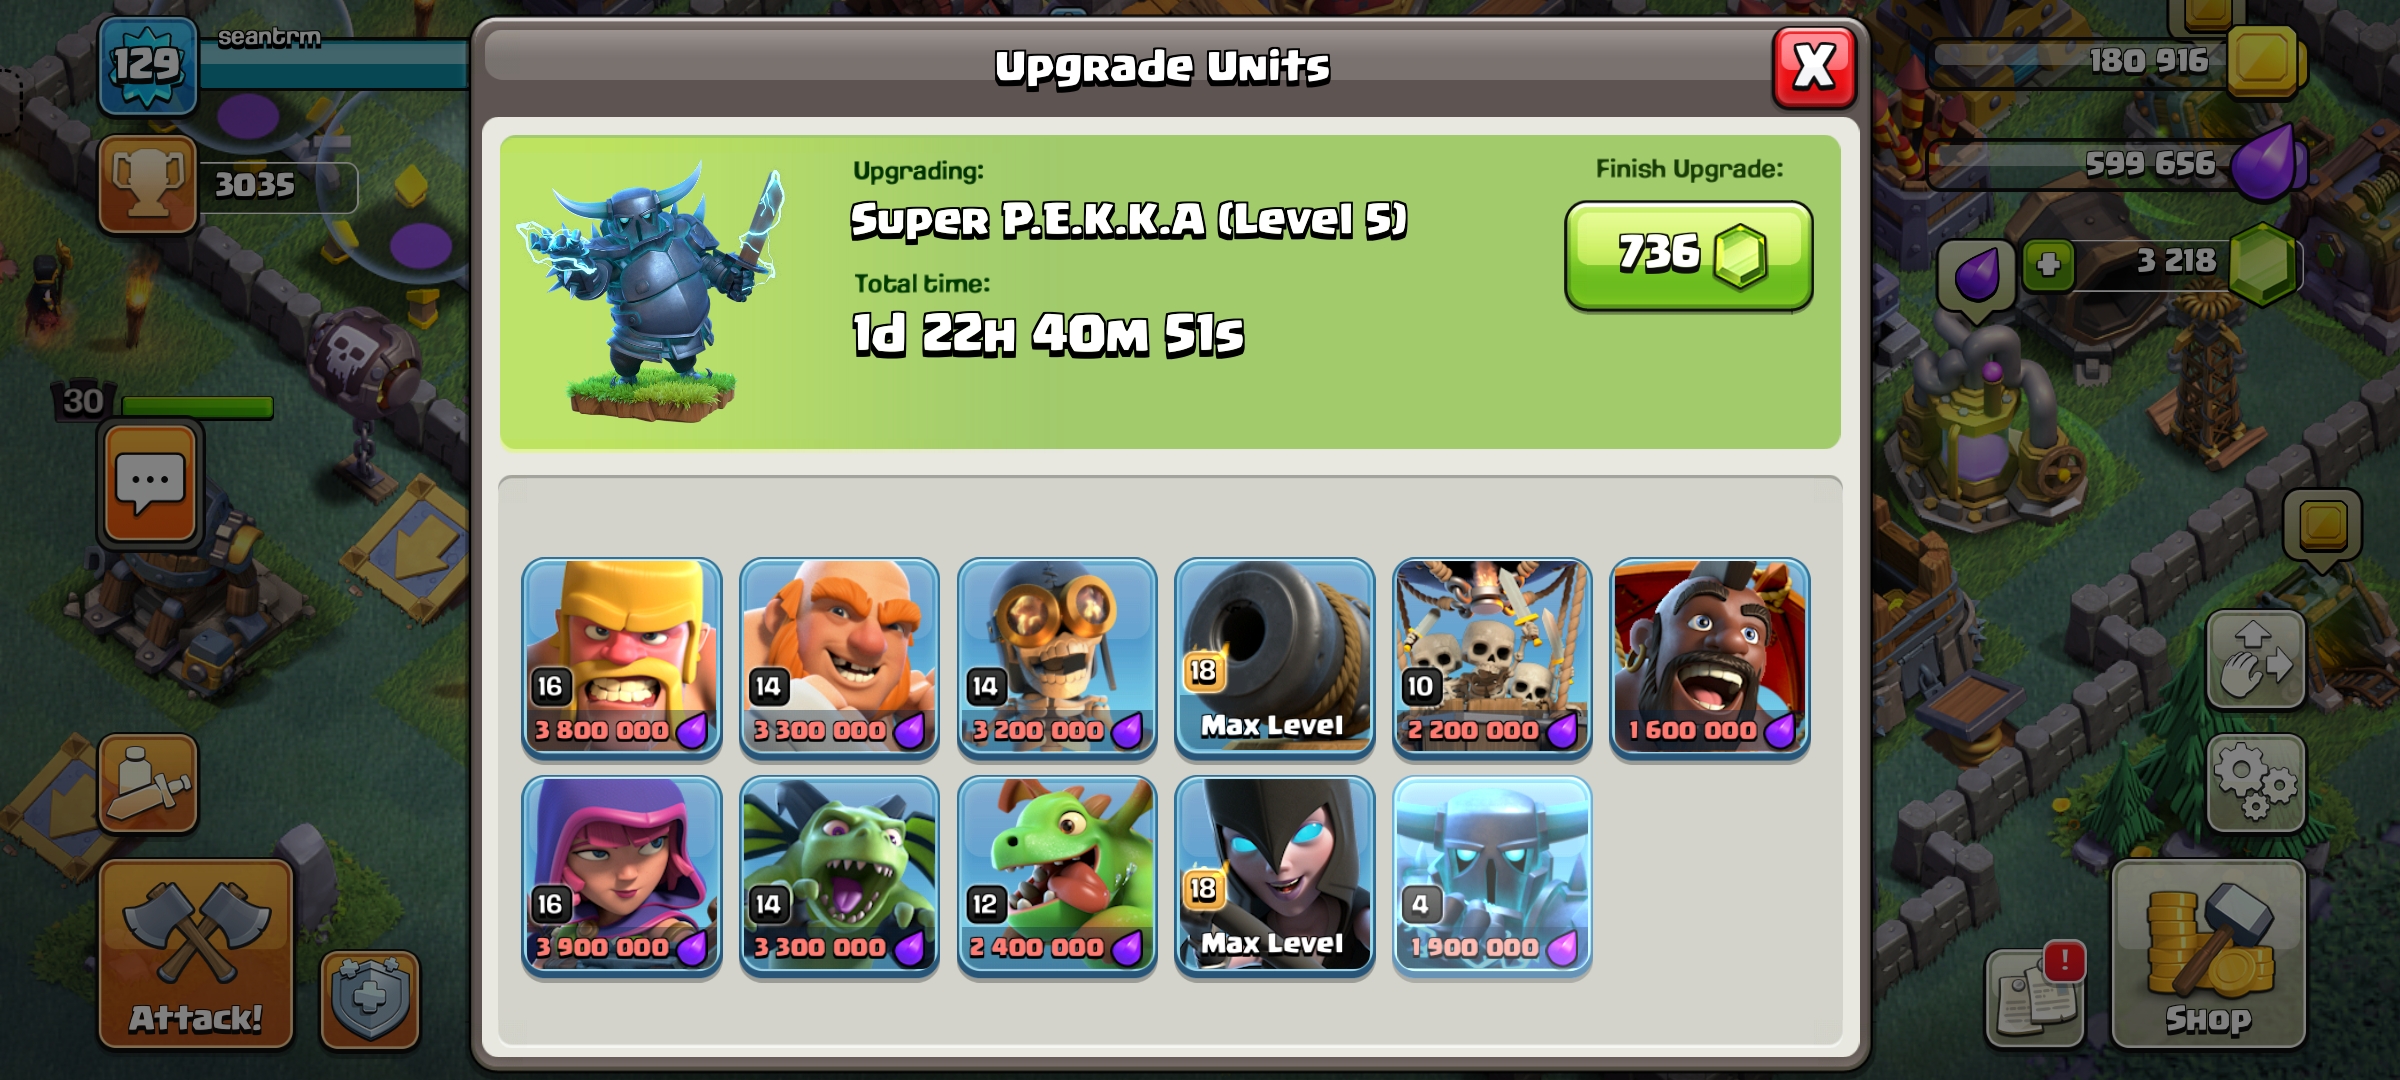 129
seantrm
Upgrade Units
X
180 916
3035
599 656
3 218
30
Upgrading:
Super P.E.K.K.A (Level 5)
Total time:
1d 22H 40M 51s
Finish Upgrade:
736
16
3 800 000
14
3 300 000
14
3 200 000
18
Max Level
10
2 200 000
1 600 000
16
3 900 000
14
3 300 000
12
2 400 000
18
Max Level
4
1 900 000
Attack!
!
Shop